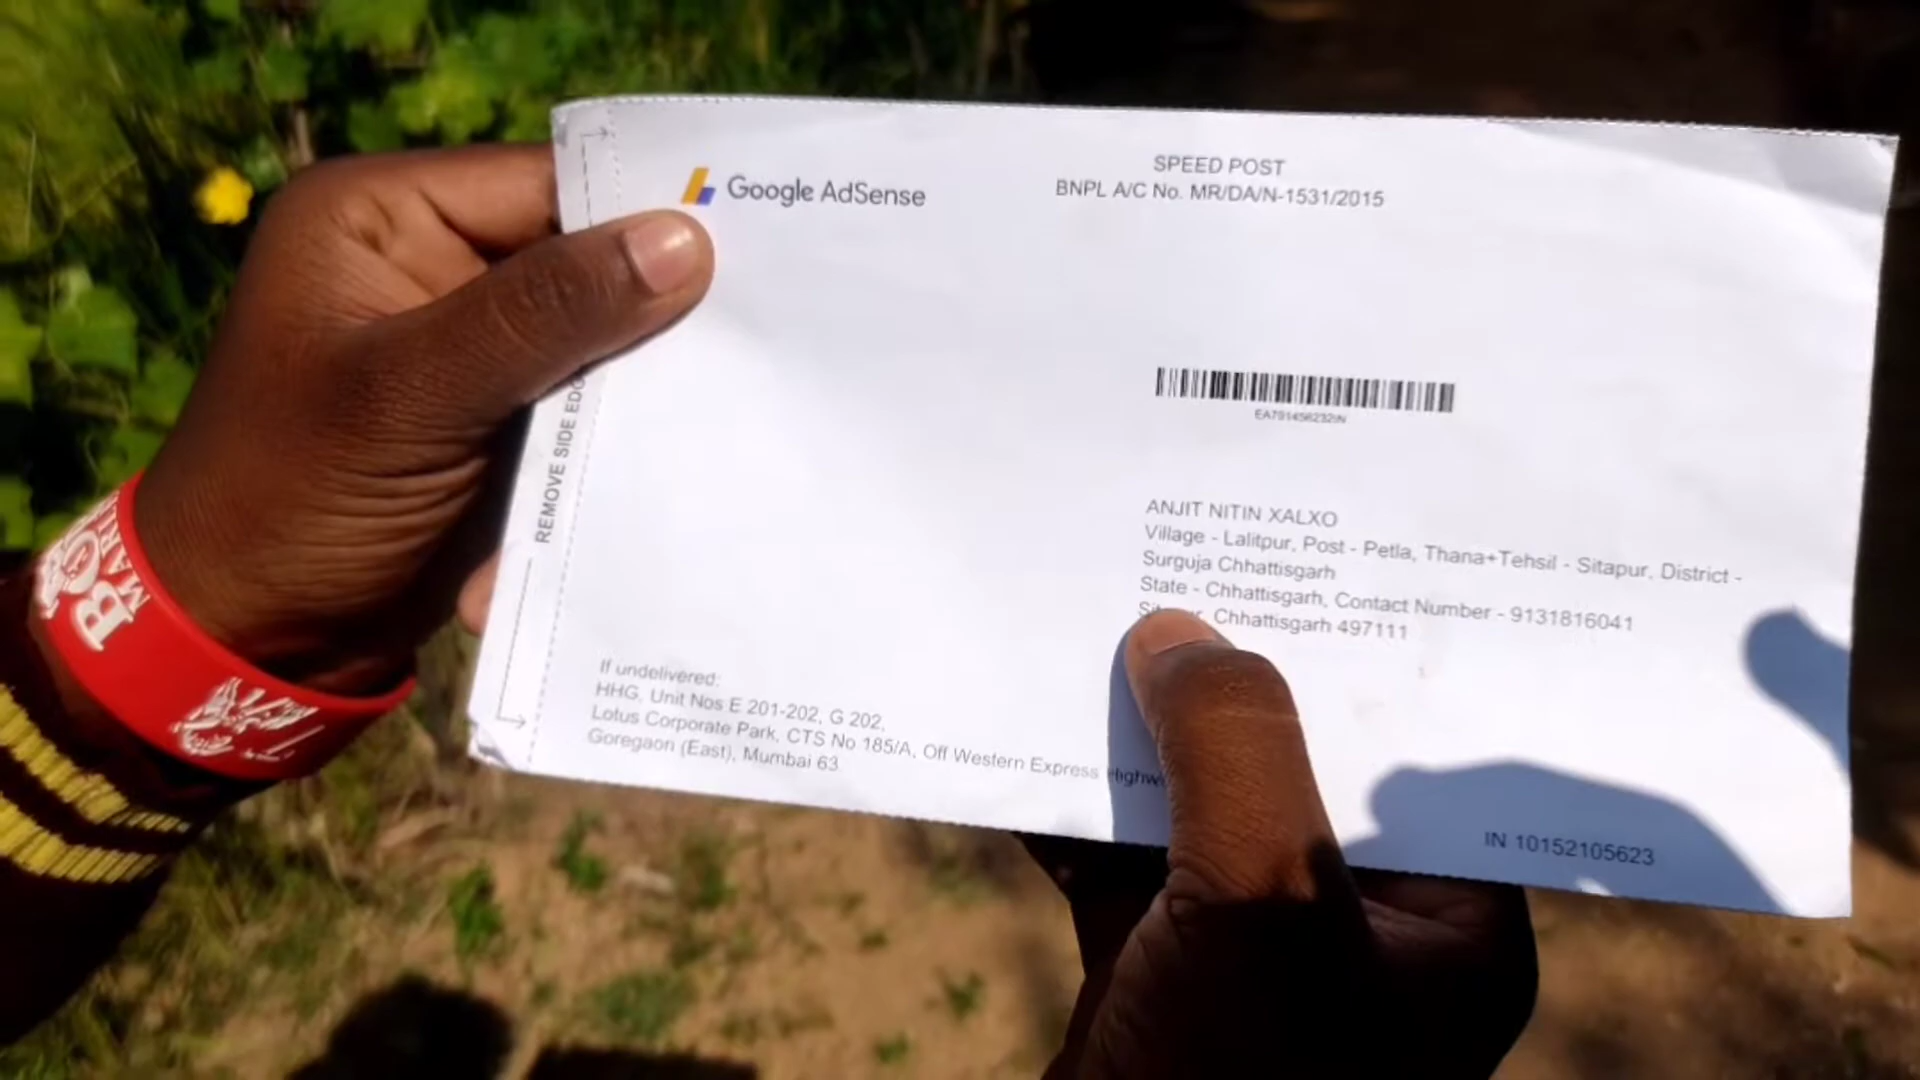 Google AdSense
SPEED POST
BNPL A/C No. MR/DA/N-1531/2015
EA791456232IN
ANJIT NITIN XALXO
Village - Lalitpur, Post - Petla, Thana+Tehsil - Sitapur, District -
Surguja Chhattisgarh
State - Chhattisgarh, Contact Number - 9131816041
Chhattisgarh 497111
If undelivered:
HHG, Unit Nos E 201-202, G 202,
Lotus Corporate Park, CTS No 185/A, Off Western Express
Goregaon (East), Mumbai 63
IN 10152105623
REMOVE SIDE